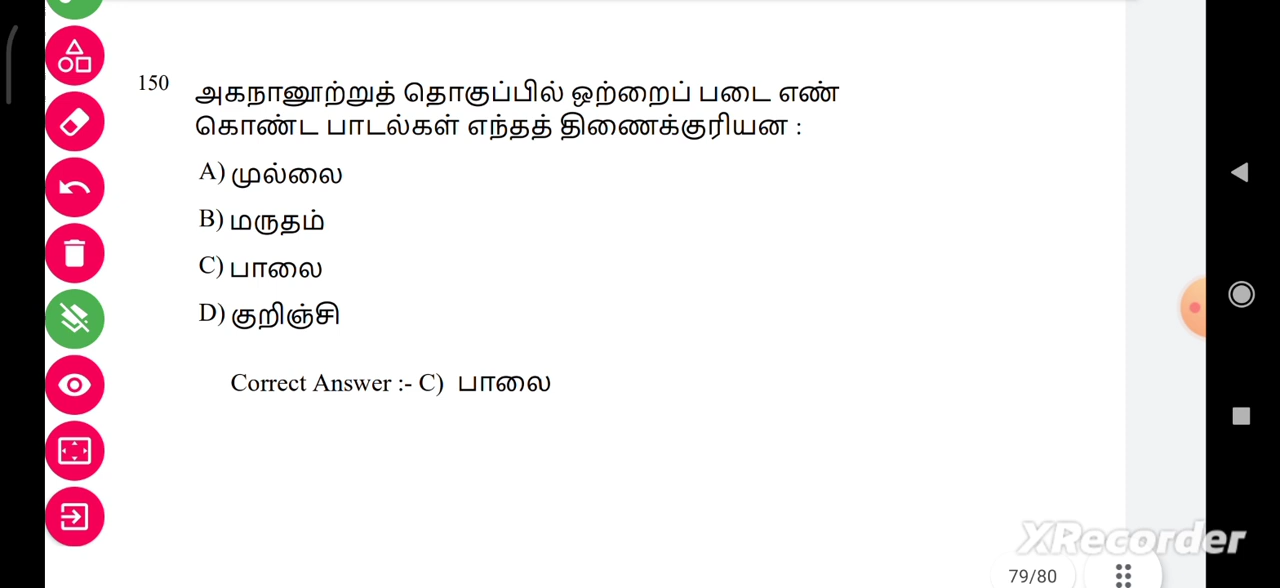 150 அகநானூற்றுத் தொகுப்பில் ஒற்றைப் படை எண்
கொண்ட பாடல்கள் எந்தத் திணைக்குரியன :
A) முல்லை
B) மருதம்
C) பாலை
D) குறிஞ்சி
Correct Answer :- C) பாலை
XRecorder
79/80